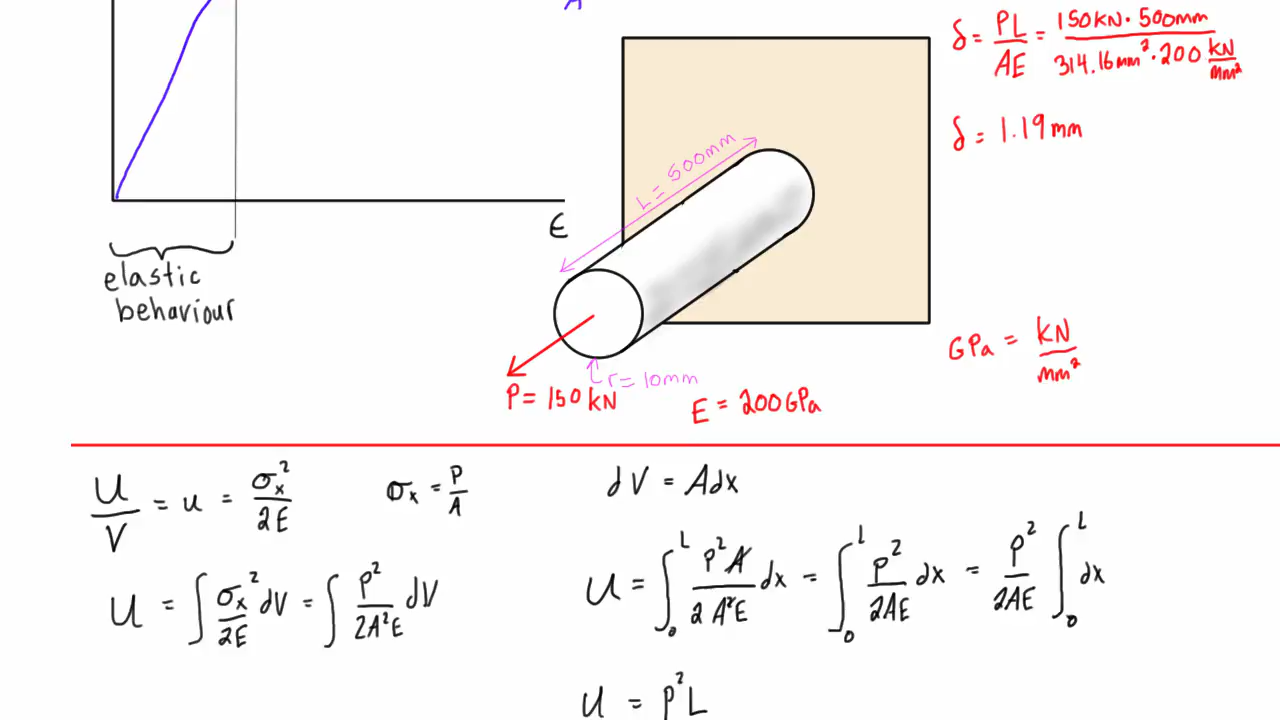 A
δ = PL/AE = 150kN · 500mm / 314.16mm² · 200 kN/mm²
δ = 1.19mm
L = 500mm
E
elastic
behaviour
GPa = kN/mm²
r = 10mm
P = 150kN
E = 200GPa
U/V = u = σx²/2E
σx = P/A
dV = Adx
U = ∫ σx²/2E dV = ∫ P²/2A²E dV
U = ∫₀ᴸ P²A/2A²E dx = ∫₀ᴸ P²/2AE dx = P²/2AE ∫₀ᴸ dx
U = P²L